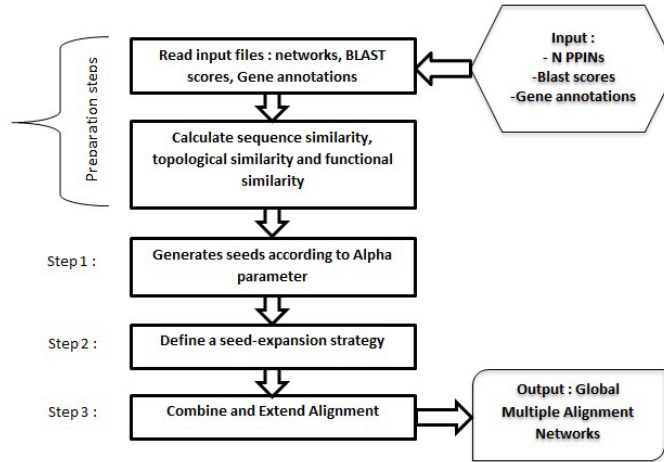 Preparation steps
Read input files : networks, BLAST
scores, Gene annotations
Input :
- N PPINs
-Blast scores
-Gene annotations
Calculate sequence similarity,
topological similarity and functional
similarity
Step 1 :
Generates seeds according to Alpha
parameter
Step 2 :
Define a seed-expansion strategy
Step 3 :
Combine and Extend Alignment
Output : Global
Multiple Alignment
Networks